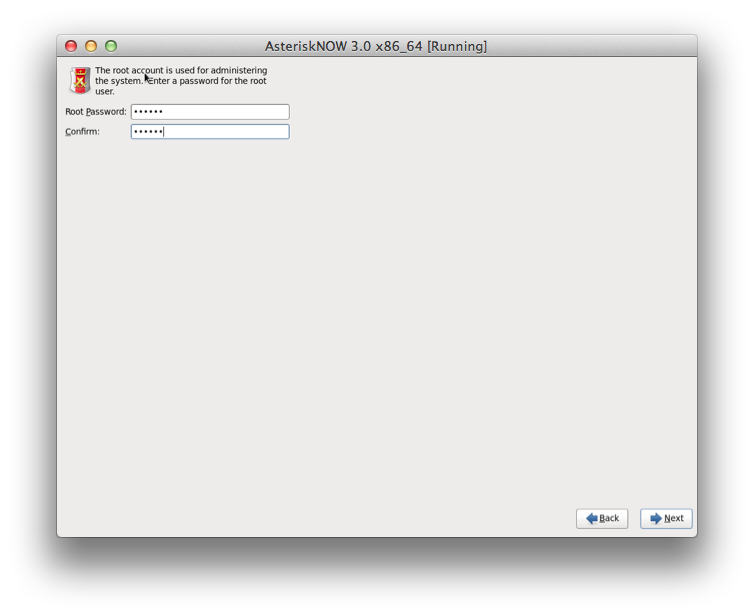 AsteriskNOW 3.0 x86_64 [Running]
The root account is used for administering
the system. Enter a password for the root
user.
Root Password: ••••••
Confirm: ••••••
Back Next